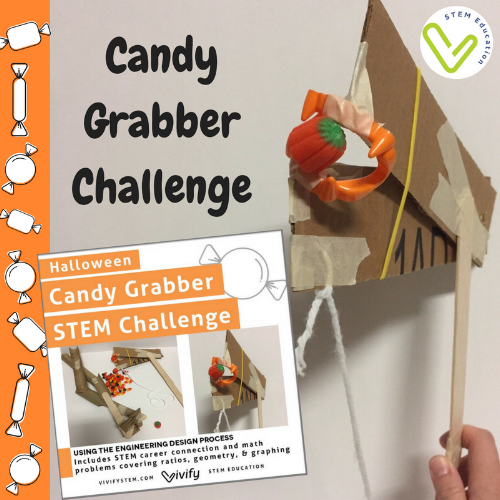 Candy
Grabber
Challenge
STEM Education
Halloween
Candy Grabber
STEM Challenge
USING THE ENGINEERING DESIGN PROCESS
Includes STEM career connection and math
problems covering ratios, geometry, & graphing
VIVIFYSTEM.COM
Vivify STEM EDUCATION